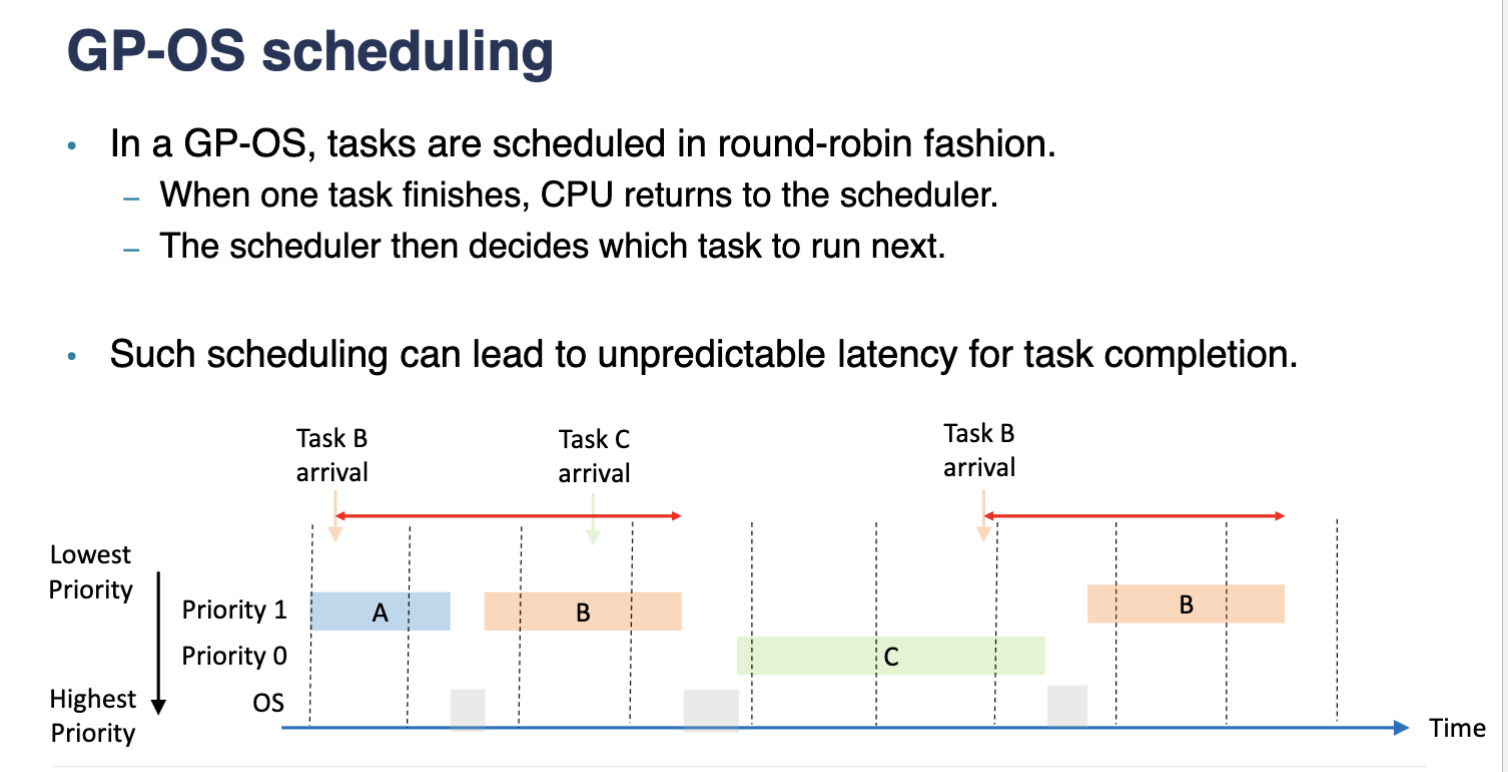 GP-OS scheduling
• In a GP-OS, tasks are scheduled in round-robin fashion.
– When one task finishes, CPU returns to the scheduler.
– The scheduler then decides which task to run next.
• Such scheduling can lead to unpredictable latency for task completion.
Task B
arrival
Task C
arrival
Task B
arrival
Lowest
Priority
Priority 1
A
B
B
Priority 0
C
Highest
Priority
OS
Time